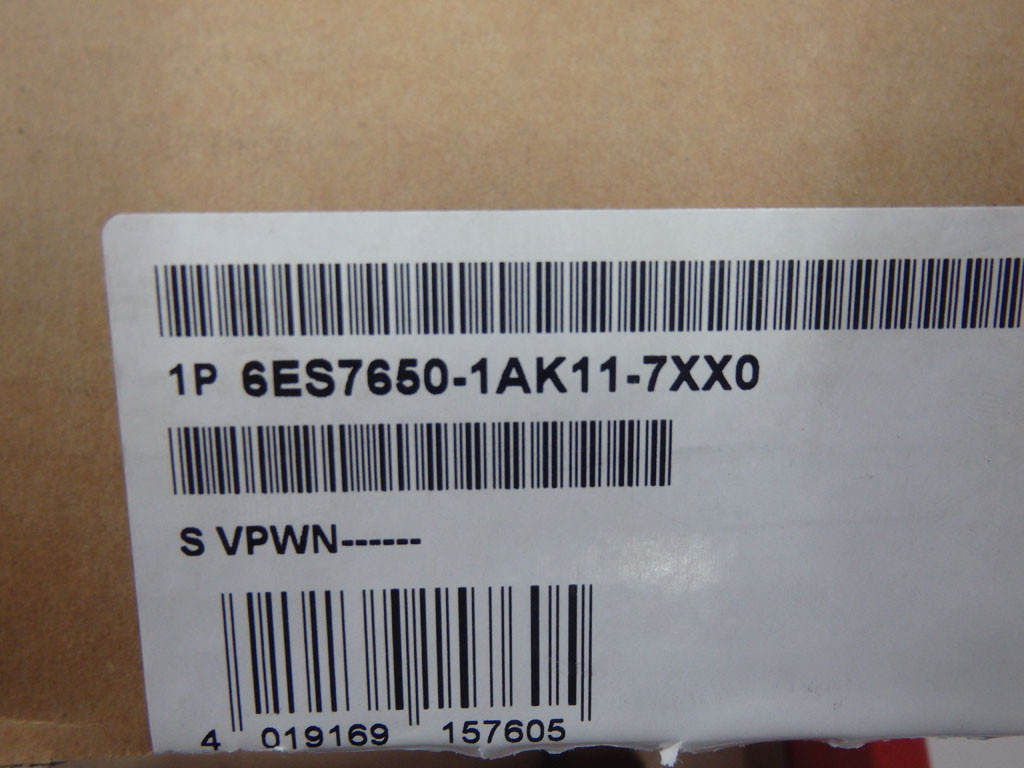 1P 6ES7650-1AK11-7XX0
S VPWN------
4 019169 157605